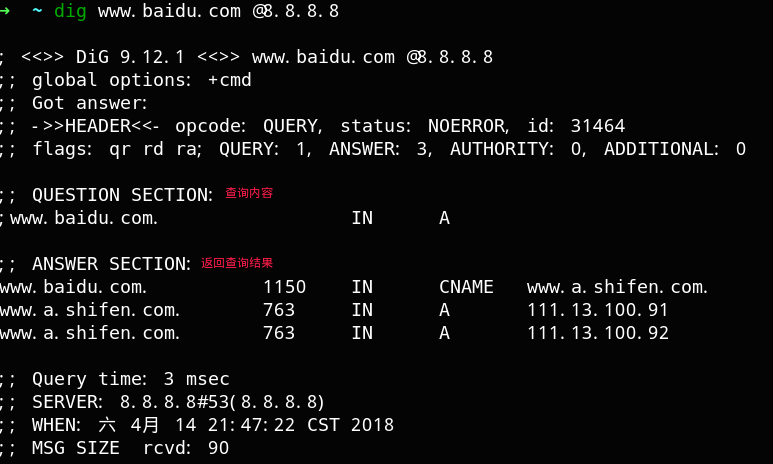 → ~ dig www.baidu.com @8.8.8.8
; <<>> DiG 9.12.1 <<>> www.baidu.com @8.8.8.8
;; global options: +cmd
;; Got answer:
;; ->>HEADER<<- opcode: QUERY, status: NOERROR, id: 31464
;; flags: qr rd ra; QUERY: 1, ANSWER: 3, AUTHORITY: 0, ADDITIONAL: 0
;; QUESTION SECTION: 查询内容
;www.baidu.com. IN A
;; ANSWER SECTION: 返回查询结果
www.baidu.com. 1150 IN CNAME www.a.shifen.com.
www.a.shifen.com. 763 IN A 111.13.100.91
www.a.shifen.com. 763 IN A 111.13.100.92
;; Query time: 3 msec
;; SERVER: 8.8.8.8#53(8.8.8.8)
;; WHEN: 六 4月 14 21:47:22 CST 2018
;; MSG SIZE rcvd: 90